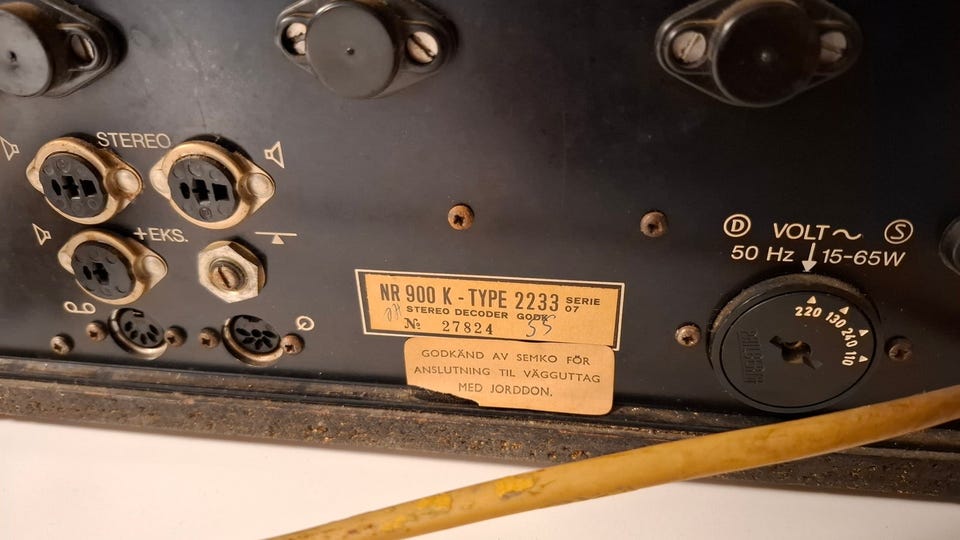 STEREO
+EKS.
D VOLT~ S
50 Hz 15-65W
220 130 240 110
NR 900 K - TYPE 2233 SERIE 07
STEREO DECODER GODK.
№ 27824 55
GODKÄND AV SEMKO FÖR
ANSLUTNING TIL VÄGGUTTAG
MED JORDDON.